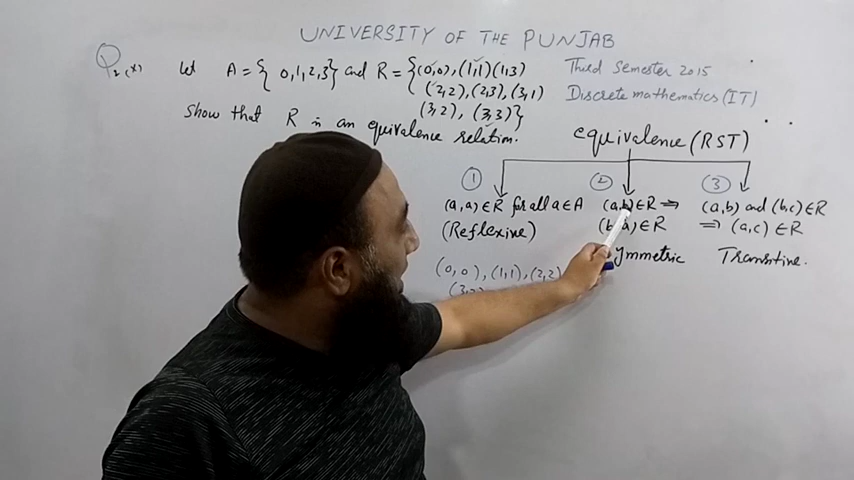 UNIVERSITY OF THE PUNJAB
Q2(x) let A = { 0,1,2,3} and R = {(0,0),(1,1)(1,3) Third Semester 2015
(2,2),(2,3),(3,1) Discrete mathematics (IT)
(3,2), (3,3)}
Show that R is an equivalence relation.
equivalence (RST)
1 2 3
(a,a) ∈ R for all a ∈ A (a,b) ∈ R ⇒ (a,b) and (b,c) ∈ R
(Reflexive) (b,a) ∈ R ⇒ (a,c) ∈ R
ymmetric Transitive.
(0,0), (1,1), (2,2)